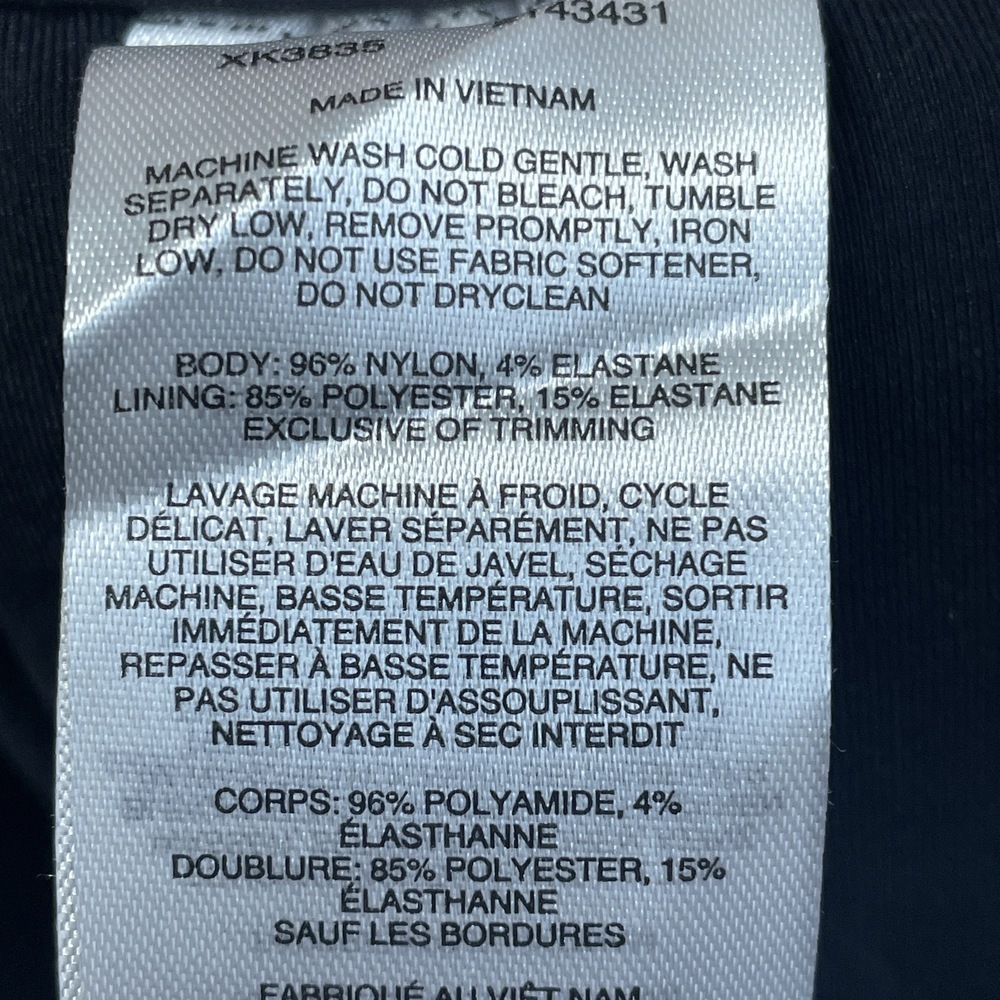 43431
XK3835
MADE IN VIETNAM
MACHINE WASH COLD GENTLE, WASH
SEPARATELY, DO NOT BLEACH, TUMBLE
DRY LOW, REMOVE PROMPTLY, IRON
LOW, DO NOT USE FABRIC SOFTENER,
DO NOT DRYCLEAN
BODY: 96% NYLON, 4% ELASTANE
LINING: 85% POLYESTER, 15% ELASTANE
EXCLUSIVE OF TRIMMING
LAVAGE MACHINE À FROID, CYCLE
DÉLICAT, LAVER SÉPARÉMENT, NE PAS
UTILISER D'EAU DE JAVEL, SÉCHAGE
MACHINE, BASSE TEMPÉRATURE, SORTIR
IMMÉDIATEMENT DE LA MACHINE,
REPASSER À BASSE TEMPÉRATURE, NE
PAS UTILISER D'ASSOUPLISSANT,
NETTOYAGE À SEC INTERDIT
CORPS: 96% POLYAMIDE, 4%
ÉLASTHANNE
DOUBLURE: 85% POLYESTER, 15%
ÉLASTHANNE
SAUF LES BORDURES
FABRIQUÉ AU VIÊT NAM